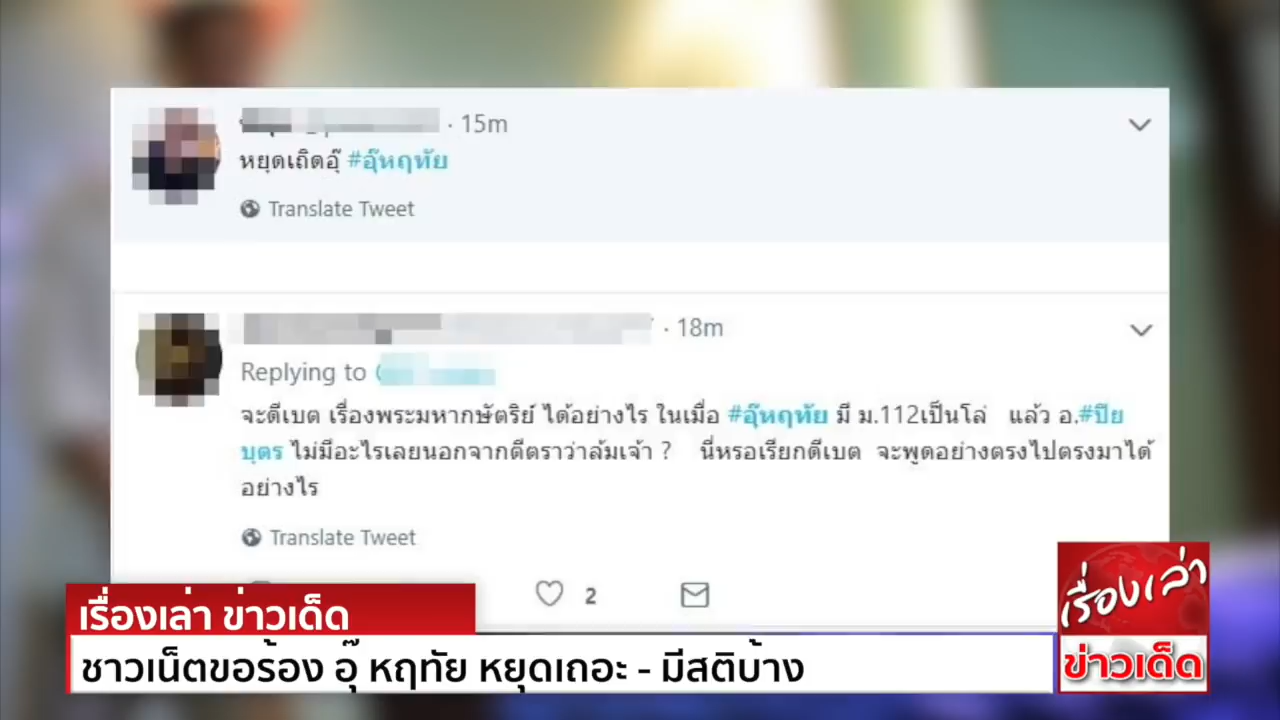 · 15m
หยุดเถิดอุ๊ #อุ๊หฤทัย
Translate Tweet
· 18m
Replying to
จะดีเบต เรื่องพระมหากษัตริย์ ได้อย่างไร ในเมื่อ #อุ๊หฤทัย มี ม.112เป็นโล่ แล้ว อ.#ปิย
บุตร ไม่มีอะไรเลยนอกจากตีตราว่าล้มเจ้า ? นี่หรอเรียกดีเบต จะพูดอย่างตรงไปตรงมาได้
อย่างไร
Translate Tweet
2
เรื่องเล่า ข่าวเด็ด
ชาวเน็ตขอร้อง อุ๊ หฤทัย หยุดเถอะ - มีสติบ้าง
เรื่องเล่า
ข่าวเด็ด